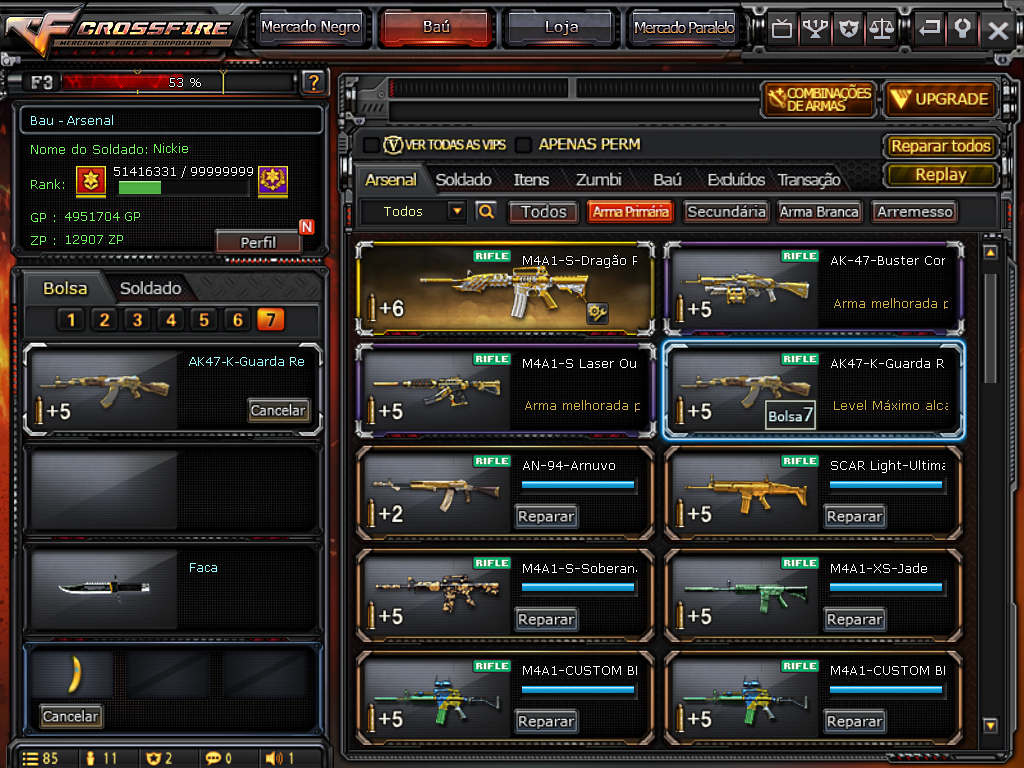 CROSSFIRE
MERCENARY FORCES CORPORATION
Mercado Negro
Baú
Loja
Mercado Paralelo
F3
53 %
?
Bau - Arsenal
Nome do Soldado: Nickie
Rank:
51416331 / 99999999
GP : 4951704 GP
ZP : 12907 ZP
N
Perfil
Bolsa
Soldado
1 2 3 4 5 6 7
AK47-K-Guarda Re
+5
Cancelar
Faca
Cancelar
85 11 2 0 1
COMBINAÇÕES
DE ARMAS
UPGRADE
V VER TODAS AS VIPS
APENAS PERM
Reparar todos
Arsenal Soldado Itens Zumbi Baú Excluídos Transação
Replay
Todos
Todos
Arma Primária
Secundária
Arma Branca
Arremesso
RIFLE
M4A1-S-Dragão
+6
RIFLE
AK-47-Buster Cor
+5
Arma melhorada p
RIFLE
M4A1-S Laser Ou
+5
Arma melhorada p
RIFLE
AK47-K-Guarda R
+5
Bolsa7
Level Máximo alca
RIFLE
AN-94-Arnuvo
+2
Reparar
RIFLE
SCAR Light-Ultima
+5
Reparar
RIFLE
M4A1-S-Soberan
+5
Reparar
RIFLE
M4A1-XS-Jade
+5
Reparar
RIFLE
M4A1-CUSTOM BI
+5
Reparar
RIFLE
M4A1-CUSTOM BI
+5
Reparar